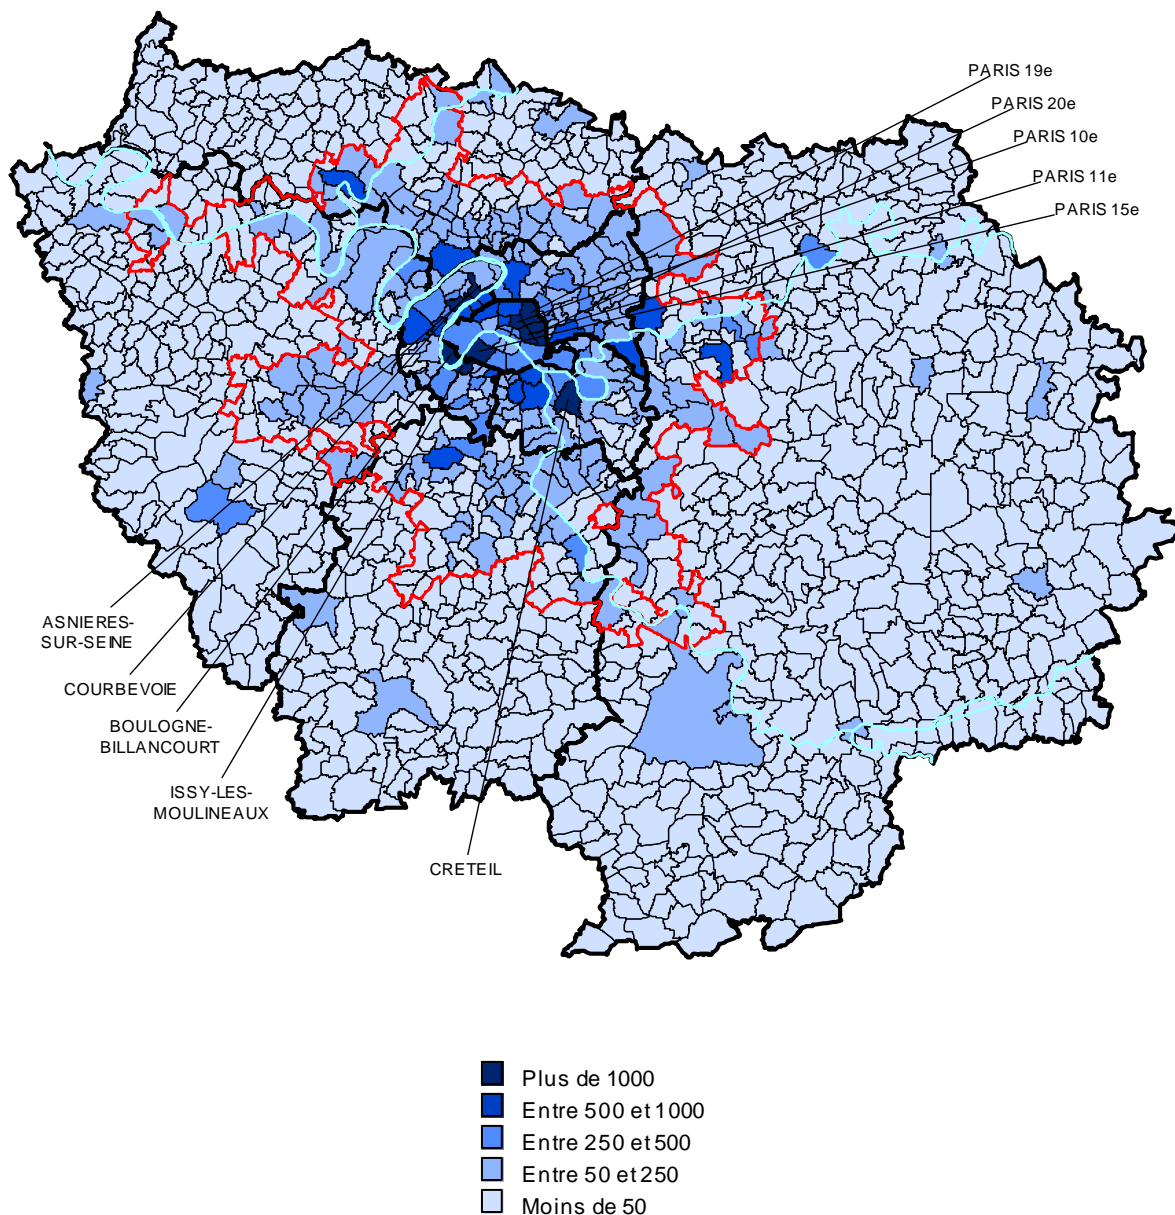 PARIS 19e
PARIS 20e
PARIS 10e
PARIS 11e
PARIS 15e
ASNIERES-
SUR-SEINE
COURBEVOIE
BOULOGNE-
BILLANCOURT
ISSY-LES-
MOULINEAUX
CRETEIL
Plus de 1000
Entre 500 et 1000
Entre 250 et 500
Entre 50 et 250
Moins de 50